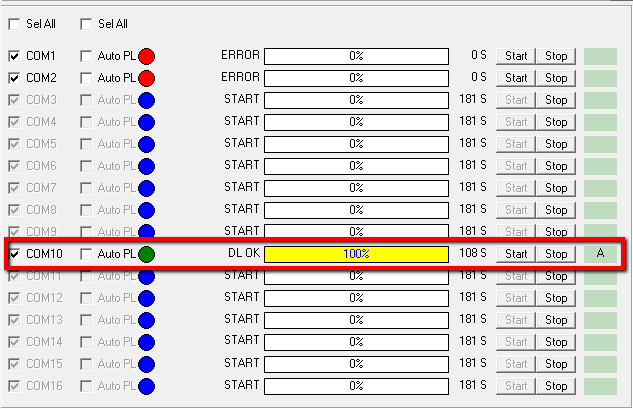 Sel All Sel All
COM1 Auto PL ERROR 0% 0 S Start Stop
COM2 Auto PL ERROR 0% 0 S Start Stop
COM3 Auto PL START 0% 181 S Start Stop
COM4 Auto PL START 0% 181 S Start Stop
COM5 Auto PL START 0% 181 S Start Stop
COM6 Auto PL START 0% 181 S Start Stop
COM7 Auto PL START 0% 181 S Start Stop
COM8 Auto PL START 0% 181 S Start Stop
COM9 Auto PL START 0% 181 S Start Stop
COM10 Auto PL DL OK 100% 108 S Start Stop A
COM11 Auto PL START 0% 181 S Start Stop
COM12 Auto PL START 0% 181 S Start Stop
COM13 Auto PL START 0% 181 S Start Stop
COM14 Auto PL START 0% 181 S Start Stop
COM15 Auto PL START 0% 181 S Start Stop
COM16 Auto PL START 0% 181 S Start Stop